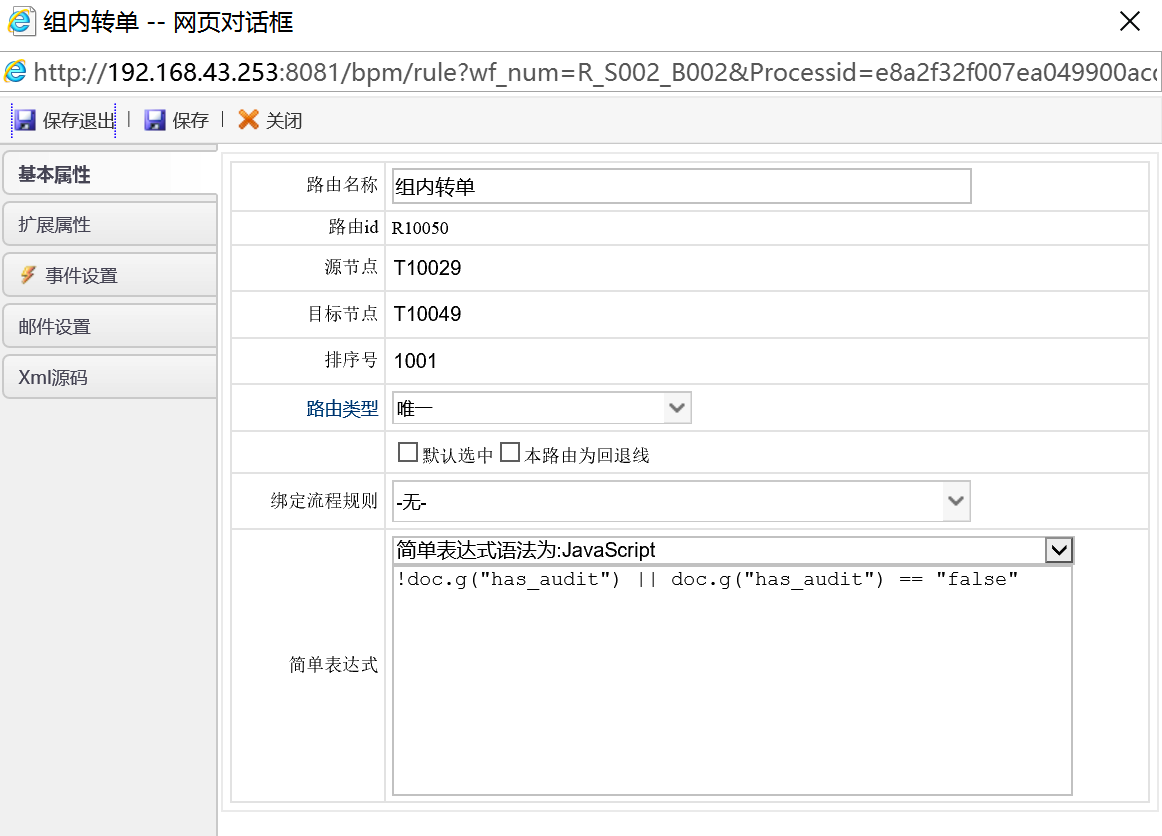 组内转单 -- 网页对话框
http://192.168.43.253:8081/bpm/rule?wf_num=R_S002_B002&Processid=e8a2f32f007ea049900acc
保存退出 | 保存 | 关闭
基本属性
扩展属性
事件设置
邮件设置
Xml源码
路由名称 组内转单
路由id R10050
源节点 T10029
目标节点 T10049
排序号 1001
路由类型 唯一
默认选中 本路由为回退线
绑定流程规则 -无-
简单表达式语法为:JavaScript
!doc.g("has_audit") || doc.g("has_audit") == "false"
简单表达式